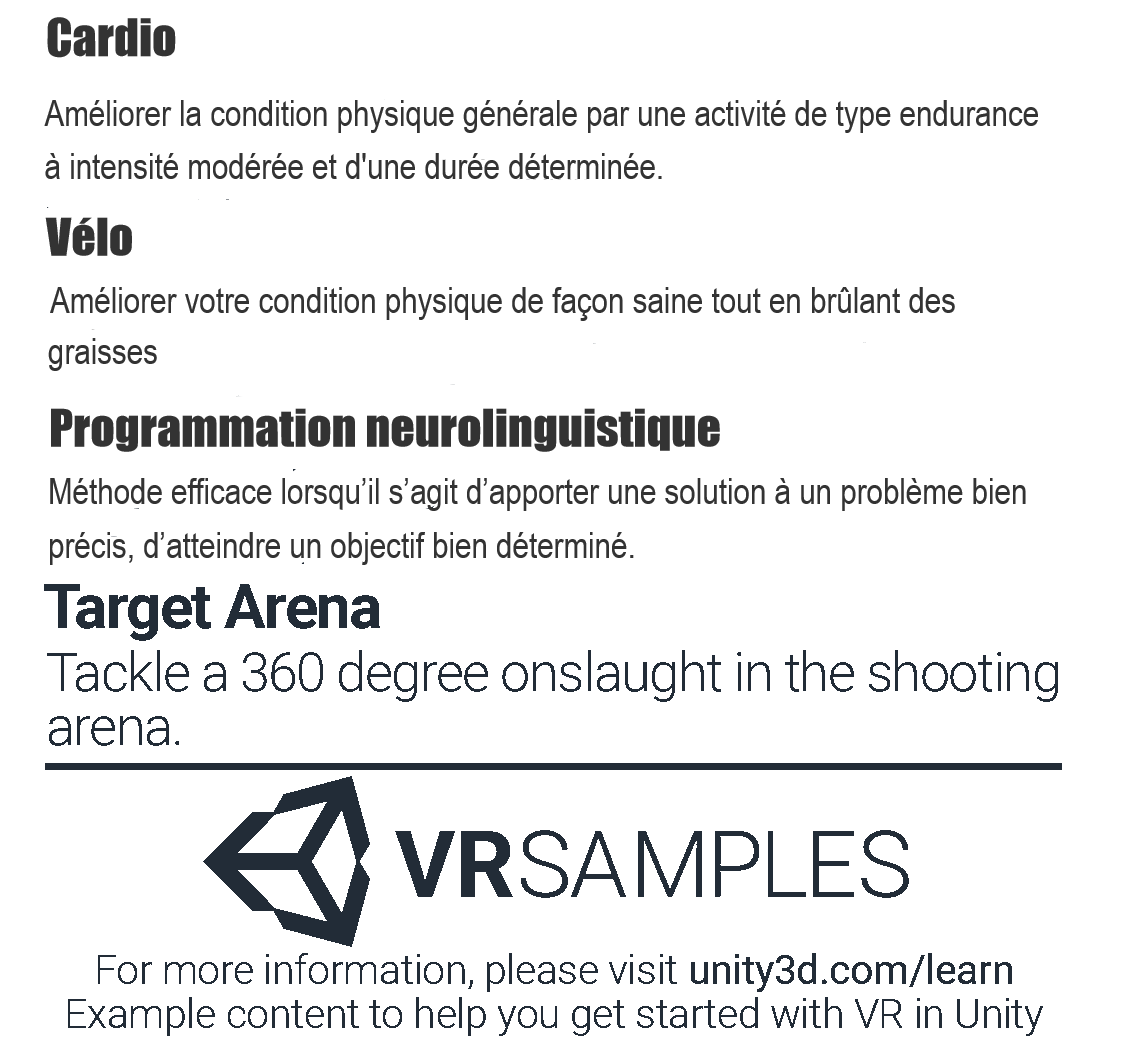 Cardio
Améliorer la condition physique générale par une activité de type endurance
à intensité modérée et d'une durée déterminée.
Vélo
Améliorer votre condition physique de façon saine tout en brûlant des
graisses
Programmation neurolinguistique
Méthode efficace lorsqu’il s’agit d’apporter une solution à un problème bien
précis, d’atteindre un objectif bien déterminé.
Target Arena
Tackle a 360 degree onslaught in the shooting
arena.
VRSAMPLES
For more information, please visit unity3d.com/learn
Example content to help you get started with VR in Unity